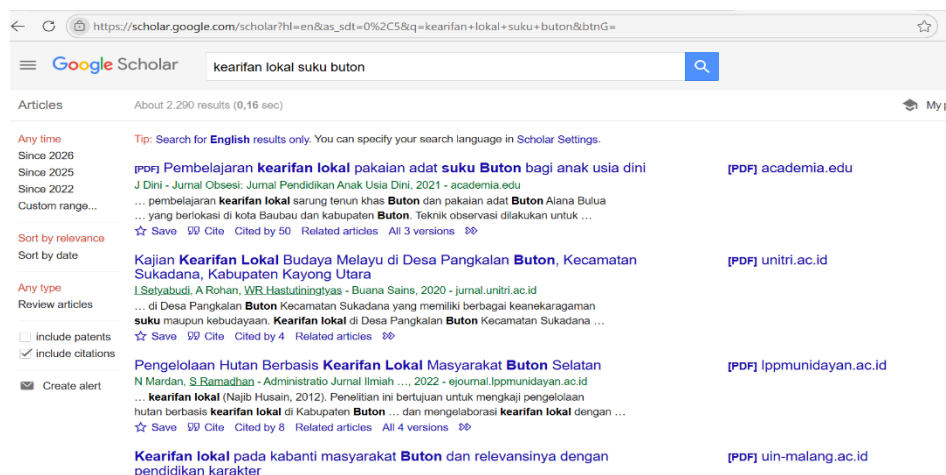 https://scholar.google.com/scholar?hl=en&as_sdt=0%2C5&q=kearifan+lokal+suku+buton&btnG=
Google Scholar
kearifan lokal suku buton
Articles
About 2.290 results (0,16 sec)
My p
Any time
Since 2026
Since 2025
Since 2022
Custom range...
Sort by relevance
Sort by date
Any type
Review articles
include patents
include citations
Create alert
Tip: Search for English results only. You can specify your search language in Scholar Settings.
[PDF] Pembelajaran kearifan lokal pakaian adat suku Buton bagi anak usia dini
J Dini - Jurnal Obsesi: Jurnal Pendidikan Anak Usia Dini, 2021 - academia.edu
… pembelajaran kearifan lokal sarung tenun khas Buton dan pakaian adat Buton Alana Bulua
… yang berlokasi di kota Baubau dan kabupaten Buton. Teknik observasi dilakukan untuk …
Save Cite Cited by 50 Related articles All 3 versions
[PDF] academia.edu
Kajian Kearifan Lokal Budaya Melayu di Desa Pangkalan Buton, Kecamatan
Sukadana, Kabupaten Kayong Utara
I Setyabudi, A Rohan, WR Hastutiningtyas - Buana Sains, 2020 - jurnal.unitri.ac.id
… di Desa Pangkalan Buton Kecamatan Sukadana yang memiliki berbagai keanekaragaman
suku maupun kebudayaan. Kearifan lokal di Desa Pangkalan Buton Kecamatan Sukadana …
Save Cite Cited by 4 Related articles
[PDF] unitri.ac.id
Pengelolaan Hutan Berbasis Kearifan Lokal Masyarakat Buton Selatan
N Mardan, S Ramadhan - Administratio Jurnal Ilmiah …, 2022 - ejournal.lppmunidayan.ac.id
… kearifan lokal (Najib Husain, 2012). Penelitian ini bertujuan untuk mengkaji pengelolaan
hutan berbasis kearifan lokal di Kabupaten Buton … dan mengelaborasi kearifan lokal dengan …
Save Cite Cited by 8 Related articles All 4 versions
[PDF] lppmunidayan.ac.id
Kearifan lokal pada kabanti masyarakat Buton dan relevansinya dengan
pendidikan karakter
[PDF] uin-malang.ac.id